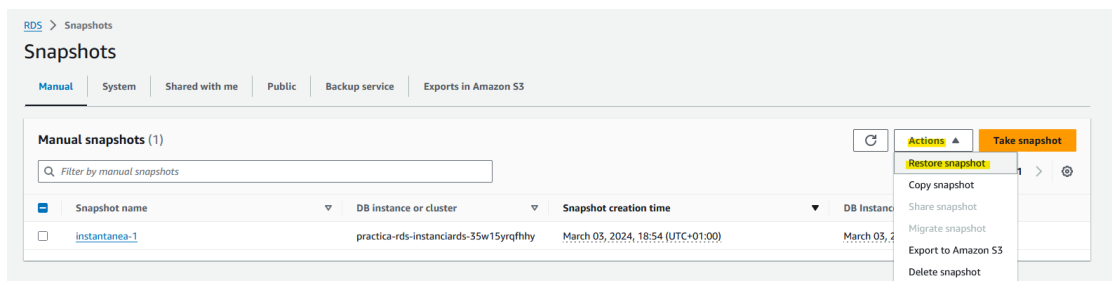 RDS > Snapshots
Snapshots
Manual System Shared with me Public Backup service Exports in Amazon S3
Manual snapshots (1)
Actions ▲ Take snapshot
Filter by manual snapshots
Restore snapshot
1 >
Snapshot name DB instance or cluster Snapshot creation time DB Instanc
Copy snapshot
Share snapshot
instantanea-1 practica-rds-instanciards-35w15yrqfhhy March 03, 2024, 18:54 (UTC+01:00) March 03, 2
Migrate snapshot
Export to Amazon S3
Delete snapshot